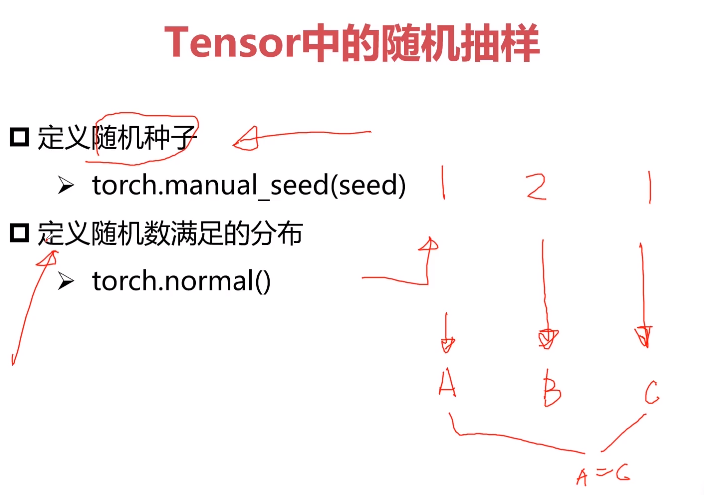 Tensor中的随机抽样
定义随机种子
torch.manual_seed(seed)
1 2 1
定义随机数满足的分布
torch.normal()
A B C
A=C